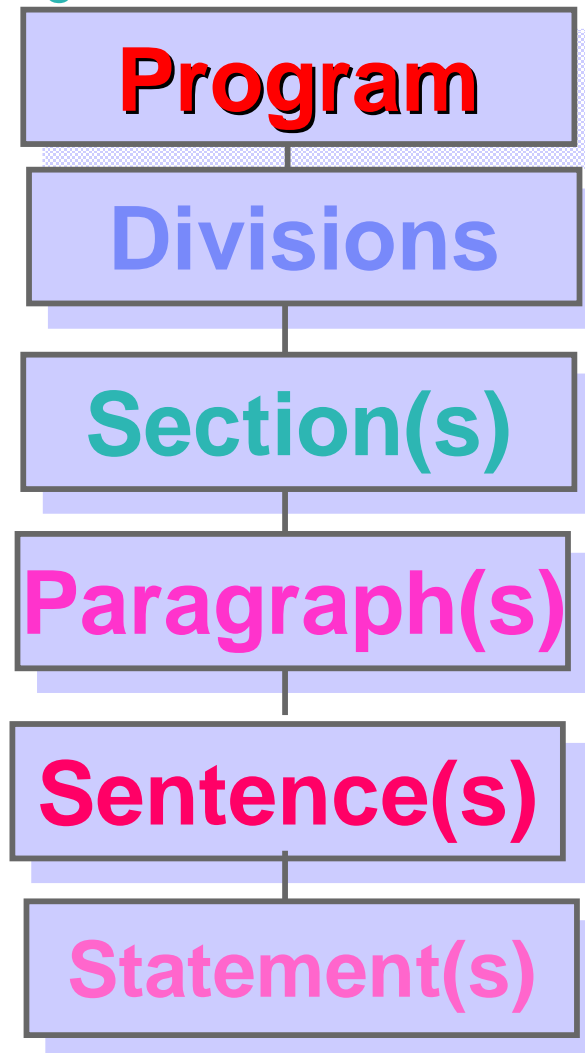 Program
Divisions
Section(s)
Paragraph(s)
Sentence(s)
Statement(s)